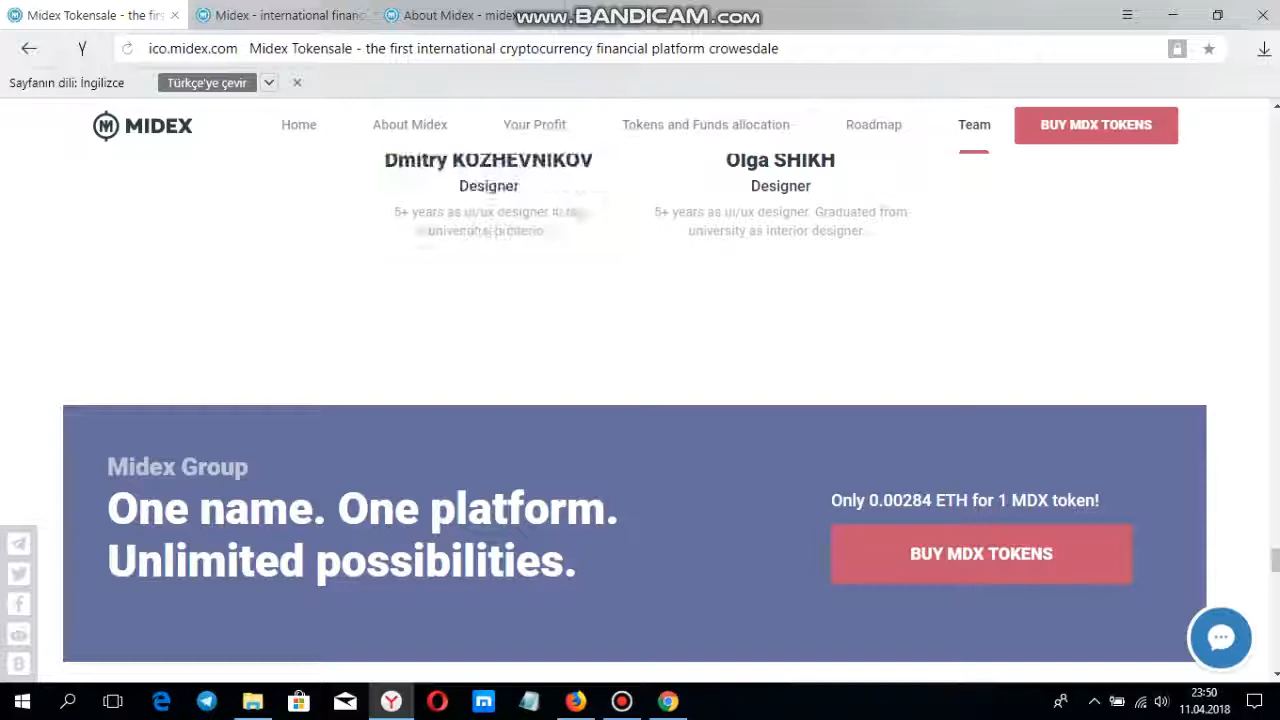 Midex Tokensale - the firs
Midex - international financ
About Midex - midex
www.BANDICAM.com
ico.midex.com Midex Tokensale - the first international cryptocurrency financial platform crowesdale
Sayfanın dili: İngilizce
Türkçe'ye çevir
MIDEX
Home
About Midex
Your Profit
Tokens and Funds allocation
Roadmap
Team
BUY MDX TOKENS
Dmitry KOZHEVNIKOV
Designer
5+ years as ui/ux designer
Olga SHIKH
Designer
5+ years as ui/ux designer. Graduated from
university as interior designer.
Midex Group
One name. One platform.
Unlimited possibilities.
Only 0.00284 ETH for 1 MDX token!
BUY MDX TOKENS
23:50
11.04.2018